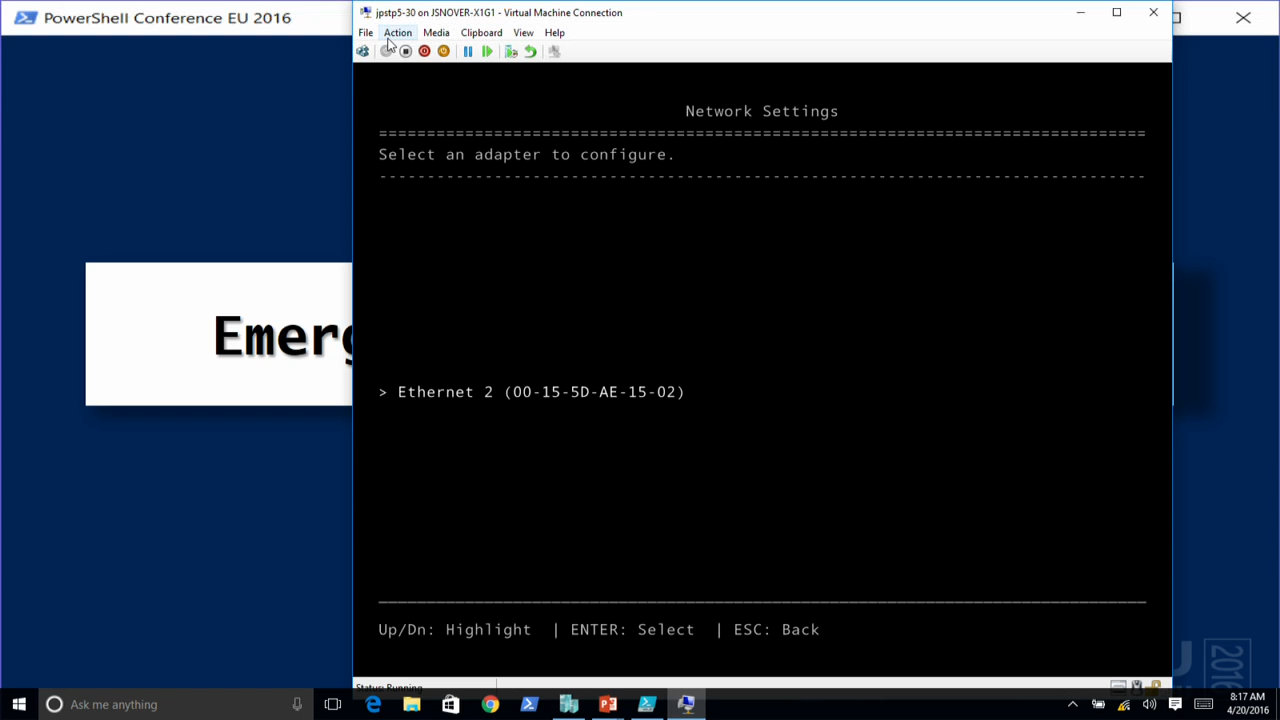 PowerShell Conference EU 2016
jpstp5-30 on JSNOVER-X1G1 - Virtual Machine Connection
File Action Media Clipboard View Help
Network Settings
================================================================================
Select an adapter to configure.
--------------------------------------------------------------------------------
Emerg
> Ethernet 2 (00-15-5D-AE-15-02)
Up/Dn: Highlight | ENTER: Select | ESC: Back
U
2016
Status: Running
Ask me anything
8:17 AM
4/20/2016